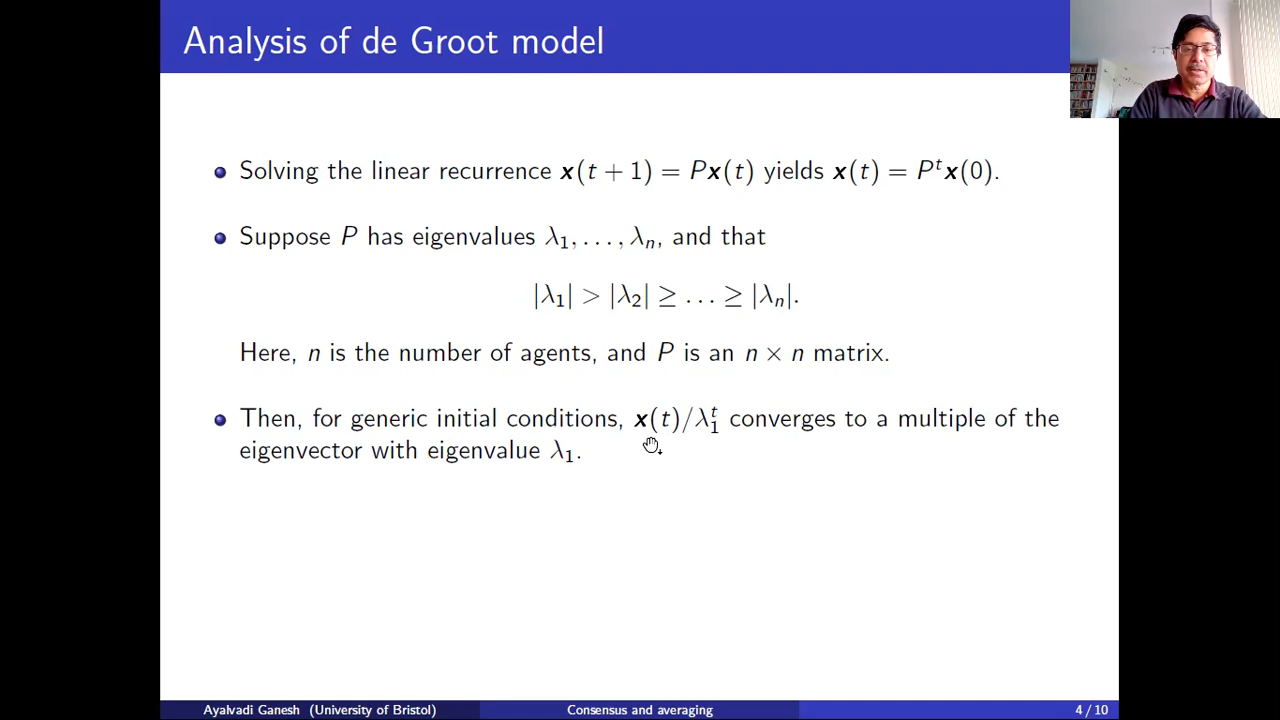 Analysis of de Groot model
Solving the linear recurrence x(t + 1) = Px(t) yields x(t) = Pᵗx(0).
Suppose P has eigenvalues λ₁, . . . , λₙ, and that
|λ₁| > |λ₂| ≥ . . . ≥ |λₙ|.
Here, n is the number of agents, and P is an n × n matrix.
Then, for generic initial conditions, x(t)/λ₁ᵗ converges to a multiple of the
eigenvector with eigenvalue λ₁.
Ayalvadi Ganesh (University of Bristol)
Consensus and averaging
4 / 10